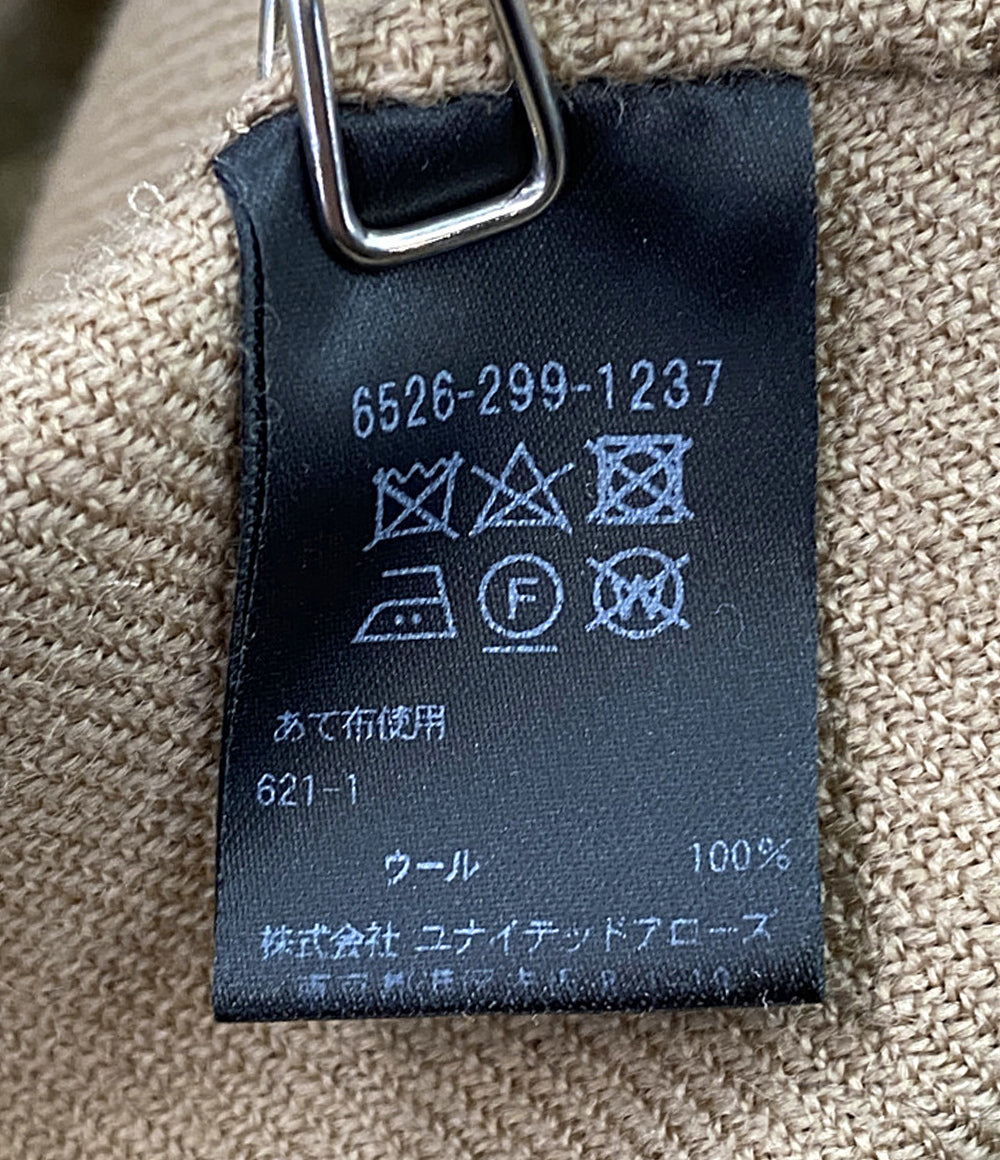 6526-299-1237
F
W
あて布使用
621-1
ウール 100%
株式会社 ユナイテッドアローズ